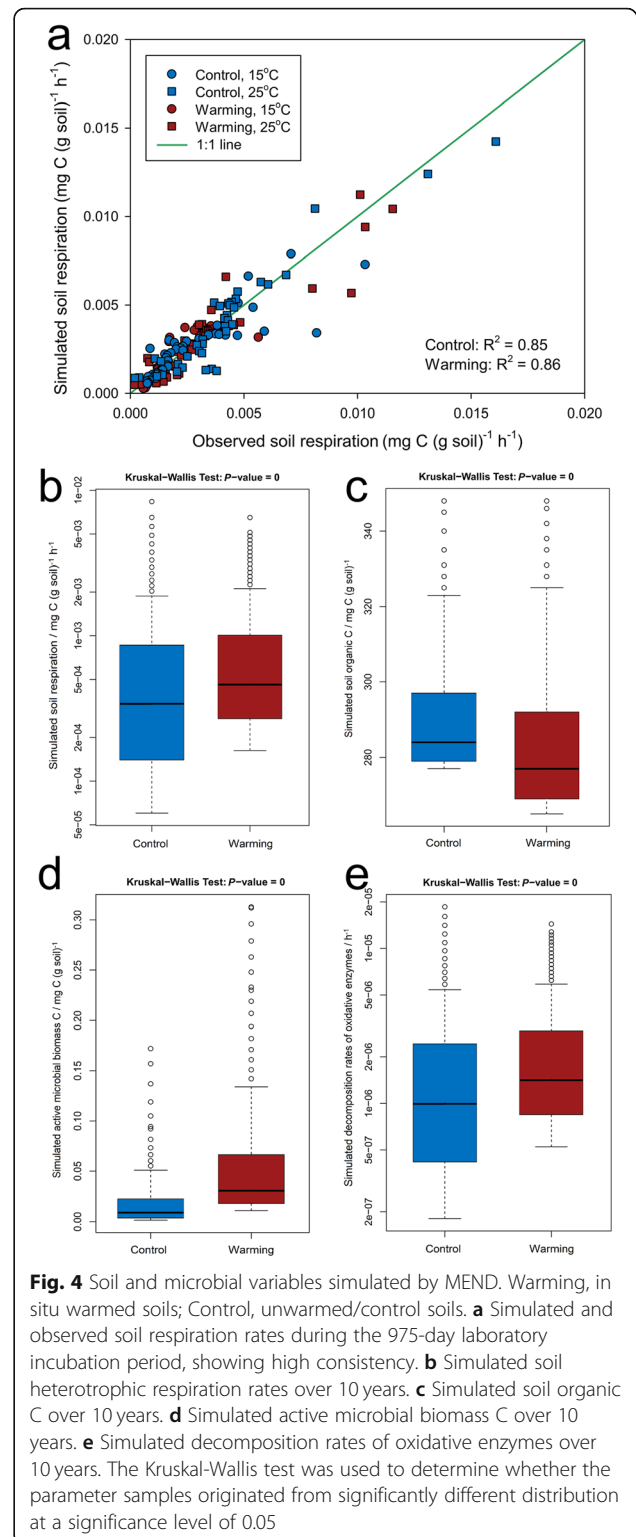 a
0.020
0.015
0.010
0.005
0.000
Simulated soil respiration (mg C (g soil)⁻¹ h⁻¹)
Control, 15°C
Control, 25°C
Warming, 15°C
Warming, 25°C
1:1 line
Control: R² = 0.85
Warming: R² = 0.86
0.000 0.005 0.010 0.015 0.020
Observed soil respiration (mg C (g soil)⁻¹ h⁻¹)
b
Kruskal−Wallis Test: P−value = 0
Simulated soil respiration / mg C (g soil)⁻¹ h⁻¹
1e−02
5e−03
2e−03
1e−03
5e−04
2e−04
1e−04
5e−05
Control Warming
c
Kruskal−Wallis Test: P−value = 0
Simulated soil organic C / mg C (g soil)⁻¹
340
320
300
280
Control Warming
d
Kruskal−Wallis Test: P−value = 0
Simulated active microbial biomass C / mg C (g soil)⁻¹
0.30
0.25
0.20
0.15
0.10
0.05
0.00
Control Warming
e
Kruskal−Wallis Test: P−value = 0
Simulated decomposition rates of oxidative enzymes / h⁻¹
2e−05
1e−05
5e−06
2e−06
1e−06
5e−07
2e−07
Control Warming
Fig. 4 Soil and microbial variables simulated by MEND. Warming, in
situ warmed soils; Control, unwarmed/control soils. a Simulated and
observed soil respiration rates during the 975-day laboratory
incubation period, showing high consistency. b Simulated soil
heterotrophic respiration rates over 10 years. c Simulated soil organic
C over 10 years. d Simulated active microbial biomass C over 10
years. e Simulated decomposition rates of oxidative enzymes over
10 years. The Kruskal-Wallis test was used to determine whether the
parameter samples originated from significantly different distribution
at a significance level of 0.05